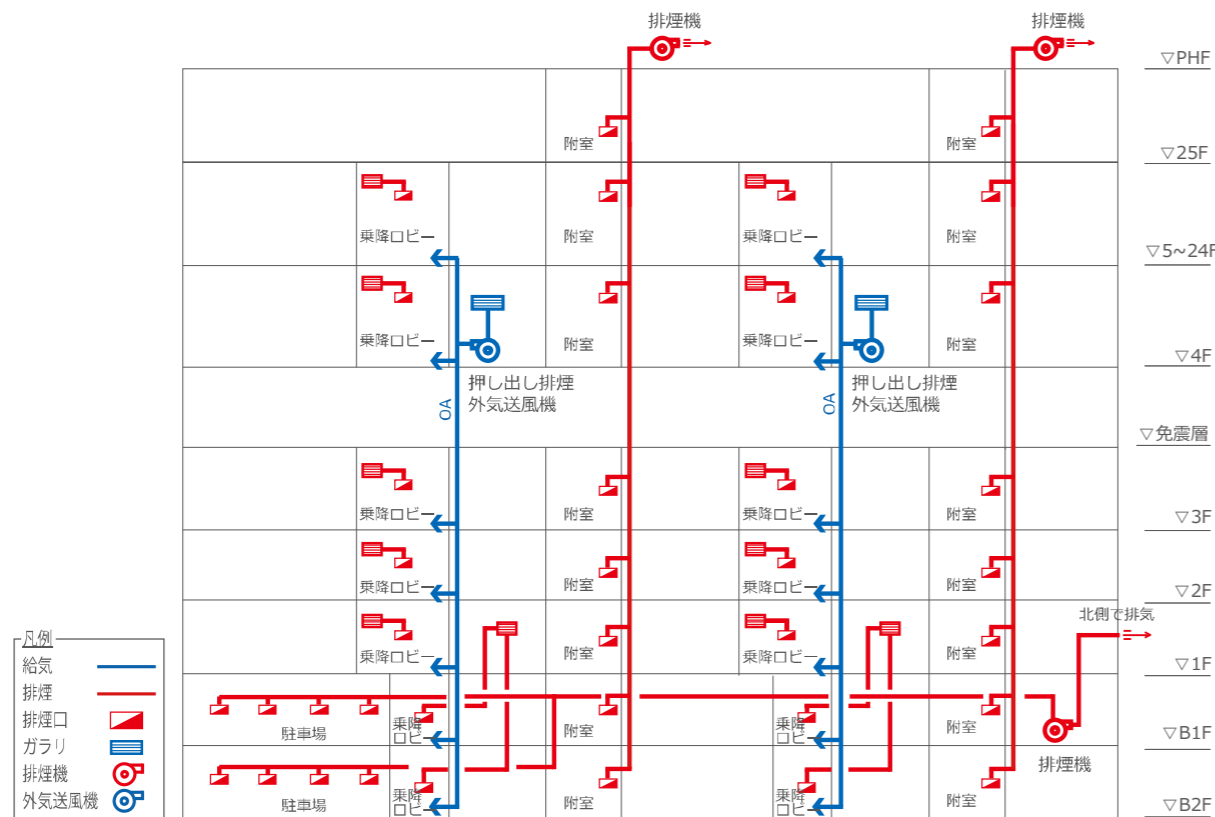 排煙機 排煙機
▽PHF
附室 附室
▽25F
乗降ロビー 附室 乗降ロビー 附室
▽5~24F
乗降ロビー 附室 乗降ロビー 附室
▽4F
押し出し排煙 押し出し排煙
外気送風機 外気送風機
OA OA
▽免震層
乗降ロビー 附室 乗降ロビー 附室
▽3F
乗降ロビー 附室 乗降ロビー 附室
▽2F
北側で排気
乗降ロビー 附室 乗降ロビー 附室
▽1F
駐車場 乗降 附室 乗降 附室
ロビー ロビー
▽B1F
排煙機
駐車場 乗降 附室 乗降 附室
ロビー ロビー
▽B2F
凡例
給気
排煙
排煙口
ガラリ
排煙機
外気送風機